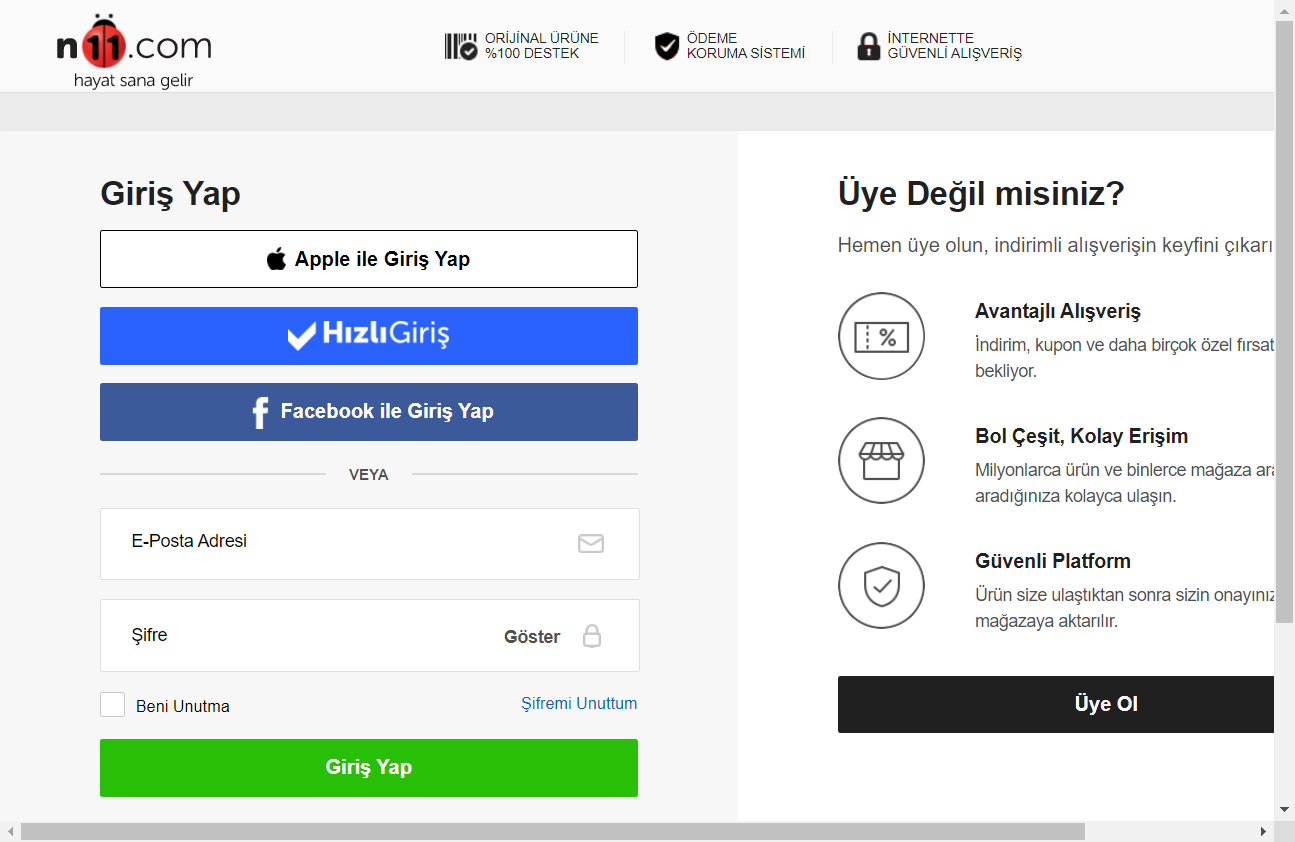 n11.com
hayat sana gelir
ORİJİNAL ÜRÜNE
%100 DESTEK
ÖDEME
KORUMA SİSTEMİ
İNTERNETTE
GÜVENLİ ALIŞVERİŞ
Giriş Yap
Apple ile Giriş Yap
HızlıGiriş
Facebook ile Giriş Yap
VEYA
E-Posta Adresi
Şifre
Göster
Beni Unutma
Şifremi Unuttum
Giriş Yap
Üye Değil misiniz?
Hemen üye olun, indirimli alışverişin keyfini çıkarı
Avantajlı Alışveriş
İndirim, kupon ve daha birçok özel fırsat
bekliyor.
Bol Çeşit, Kolay Erişim
Milyonlarca ürün ve binlerce mağaza ara
aradığınıza kolayca ulaşın.
Güvenli Platform
Ürün size ulaştıktan sonra sizin onayınız
mağazaya aktarılır.
Üye Ol